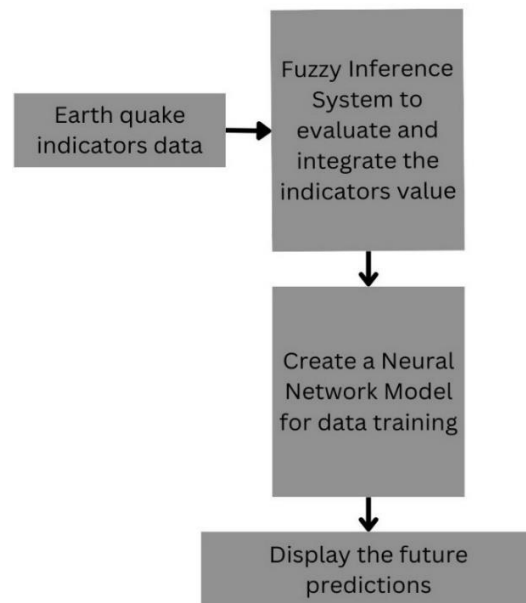 Earth quake
indicators data
Fuzzy Inference
System to
evaluate and
integrate the
indicators value
Create a Neural
Network Model
for data training
Display the future
predictions